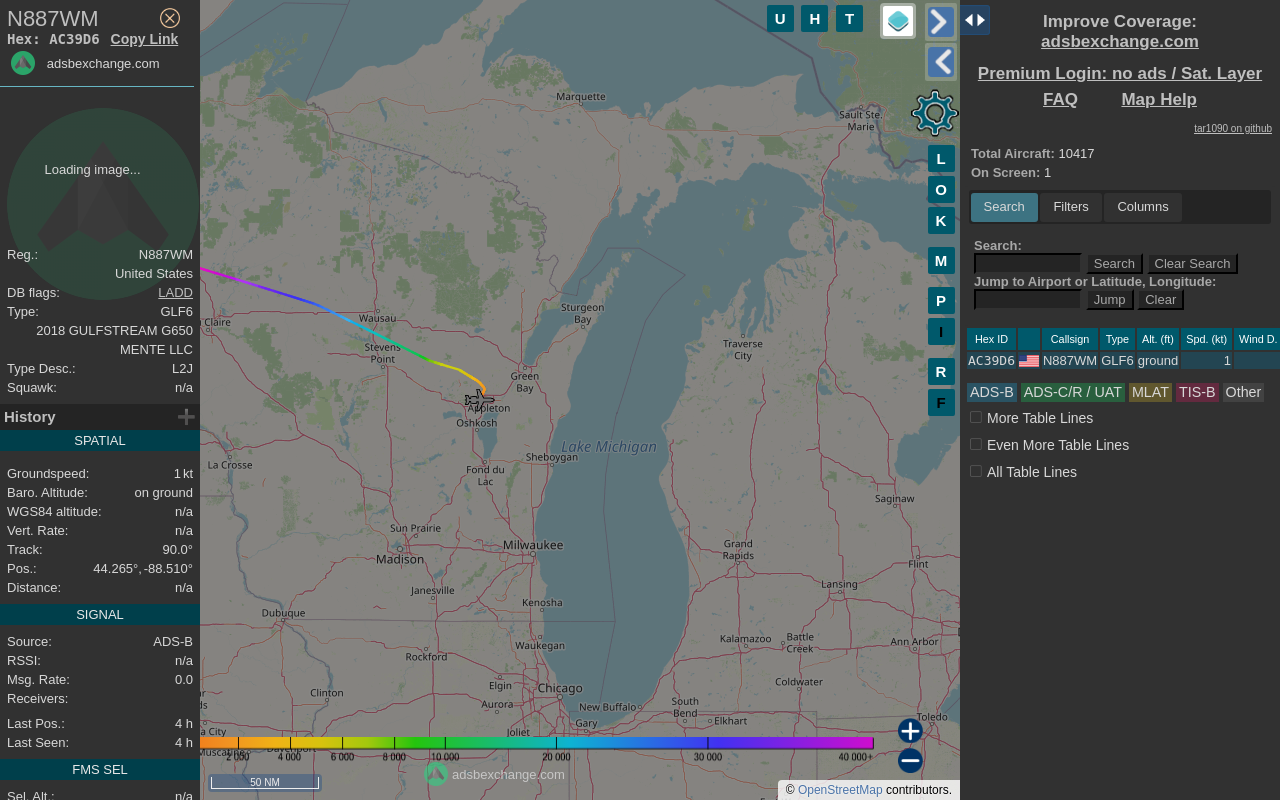 N887WM
Hex: AC39D6 Copy Link
adsbexchange.com
Loading image...
Reg.: N887WM
United States
DB flags: LADD
Type: GLF6
2018 GULFSTREAM G650
MENTE LLC
Type Desc.: L2J
Squawk: n/a
History
SPATIAL
Groundspeed: 1 kt
Baro. Altitude: on ground
WGS84 altitude: n/a
Vert. Rate: n/a
Track: 90.0°
Pos.: 44.265°, -88.510°
Distance: n/a
SIGNAL
Source: ADS-B
RSSI: n/a
Msg. Rate: 0.0
Receivers:
Last Pos.: 4 h
Last Seen: 4 h
FMS SEL
Sel. Alt.: n/a
U H T
L
O
K
M
P
I
R
F
Marquette
Sault Ste.
Marie
Claire
Wausau
Stevens
Point
Sturgeon
Bay
Green
Bay
Traverse
City
Appleton
Oshkosh
Lake Michigan
Sheboygan
La Crosse
Fond du
Lac
Saginaw
Sun Prairie
Madison
Milwaukee
Grand
Rapids
Flint
Lansing
Janesville
Kenosha
Dubuque
Waukegan
Kalamazoo
Battle
Creek
Ann Arbor
Rockford
Coldwater
Elgin
Chicago
Clinton
Aurora
New Buffalo
South
Bend
Elkhart
Toledo
Gary
Joliet
a City
2 000 4 000 6 000 8 000 10 000 20 000 30 000 40 000+
adsbexchange.com
50 NM
© OpenStreetMap contributors.
Improve Coverage:
adsbexchange.com
Premium Login: no ads / Sat. Layer
FAQ Map Help
tar1090 on github
Total Aircraft: 10417
On Screen: 1
Search Filters Columns
Search:
Search Clear Search
Jump to Airport or Latitude, Longitude:
Jump Clear
Hex ID Callsign Type Alt. (ft) Spd. (kt) Wind D.
AC39D6 N887WM GLF6 ground 1
ADS-B ADS-C/R / UAT MLAT TIS-B Other
More Table Lines
Even More Table Lines
All Table Lines